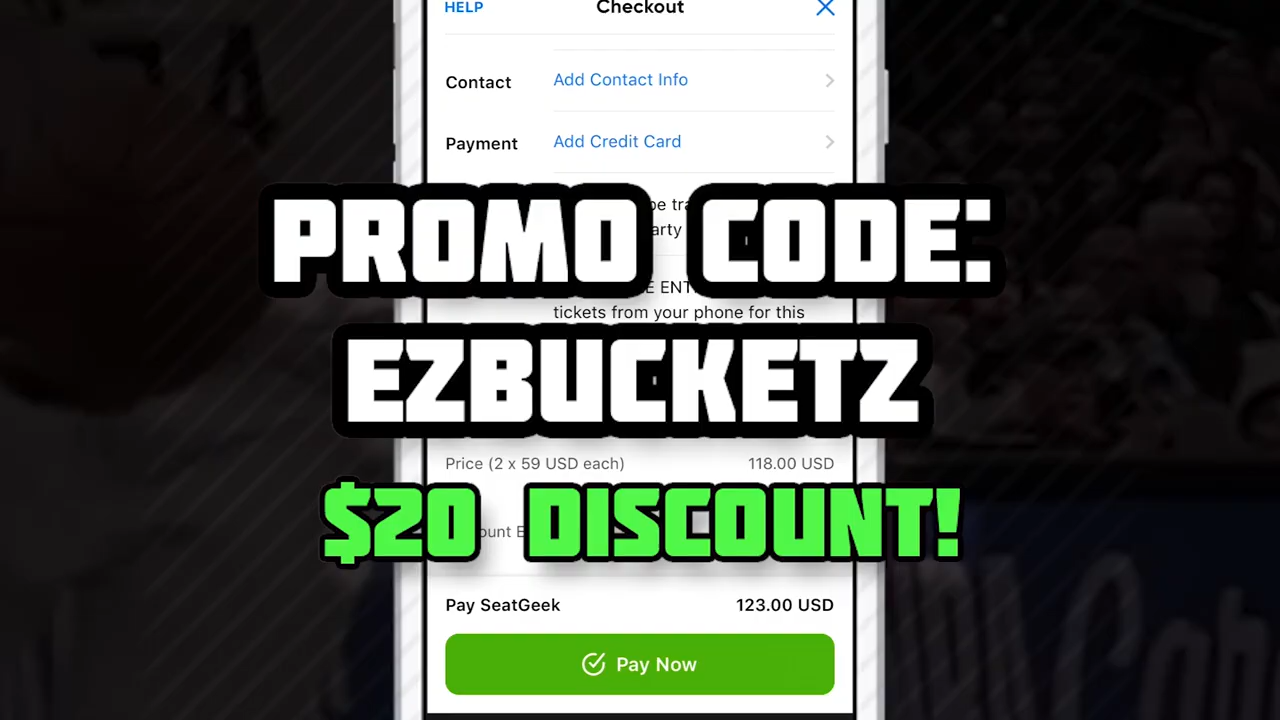 HELP Checkout
Contact Add Contact Info
Payment Add Credit Card
PROMO CODE:
tickets from your phone for this
EZBUCKETZ
Price (2 x 59 USD each) 118.00 USD
$20 DISCOUNT!
Pay SeatGeek 123.00 USD
Pay Now